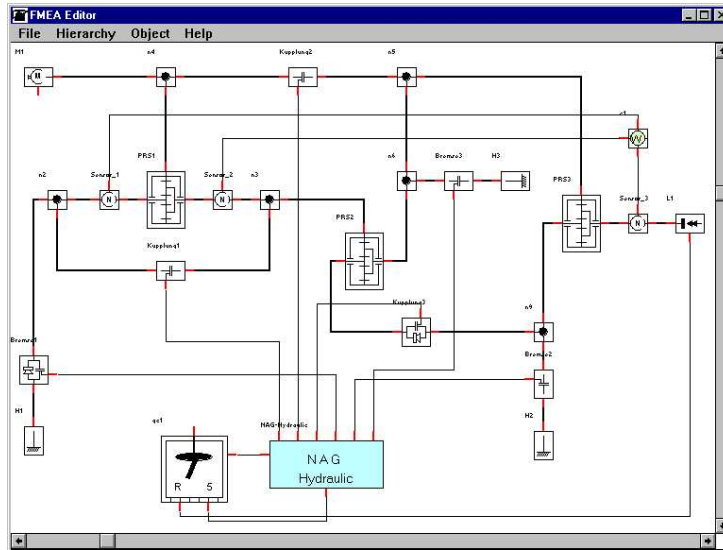 FMEA Editor
File Hierarchy Object Help
M1
n4
Kupplung2
n5
PRS1
n2
Sensor_1
N
Sensor_2
N
n3
n6
Bremse3
H3
PRS3
Sensor_3
N
L1
PRS2
Kupplung1
Kupplung3
n9
Bremse1
Bremse2
H1
H2
NAG-Hydraulic
NAG
Hydraulic
R 5